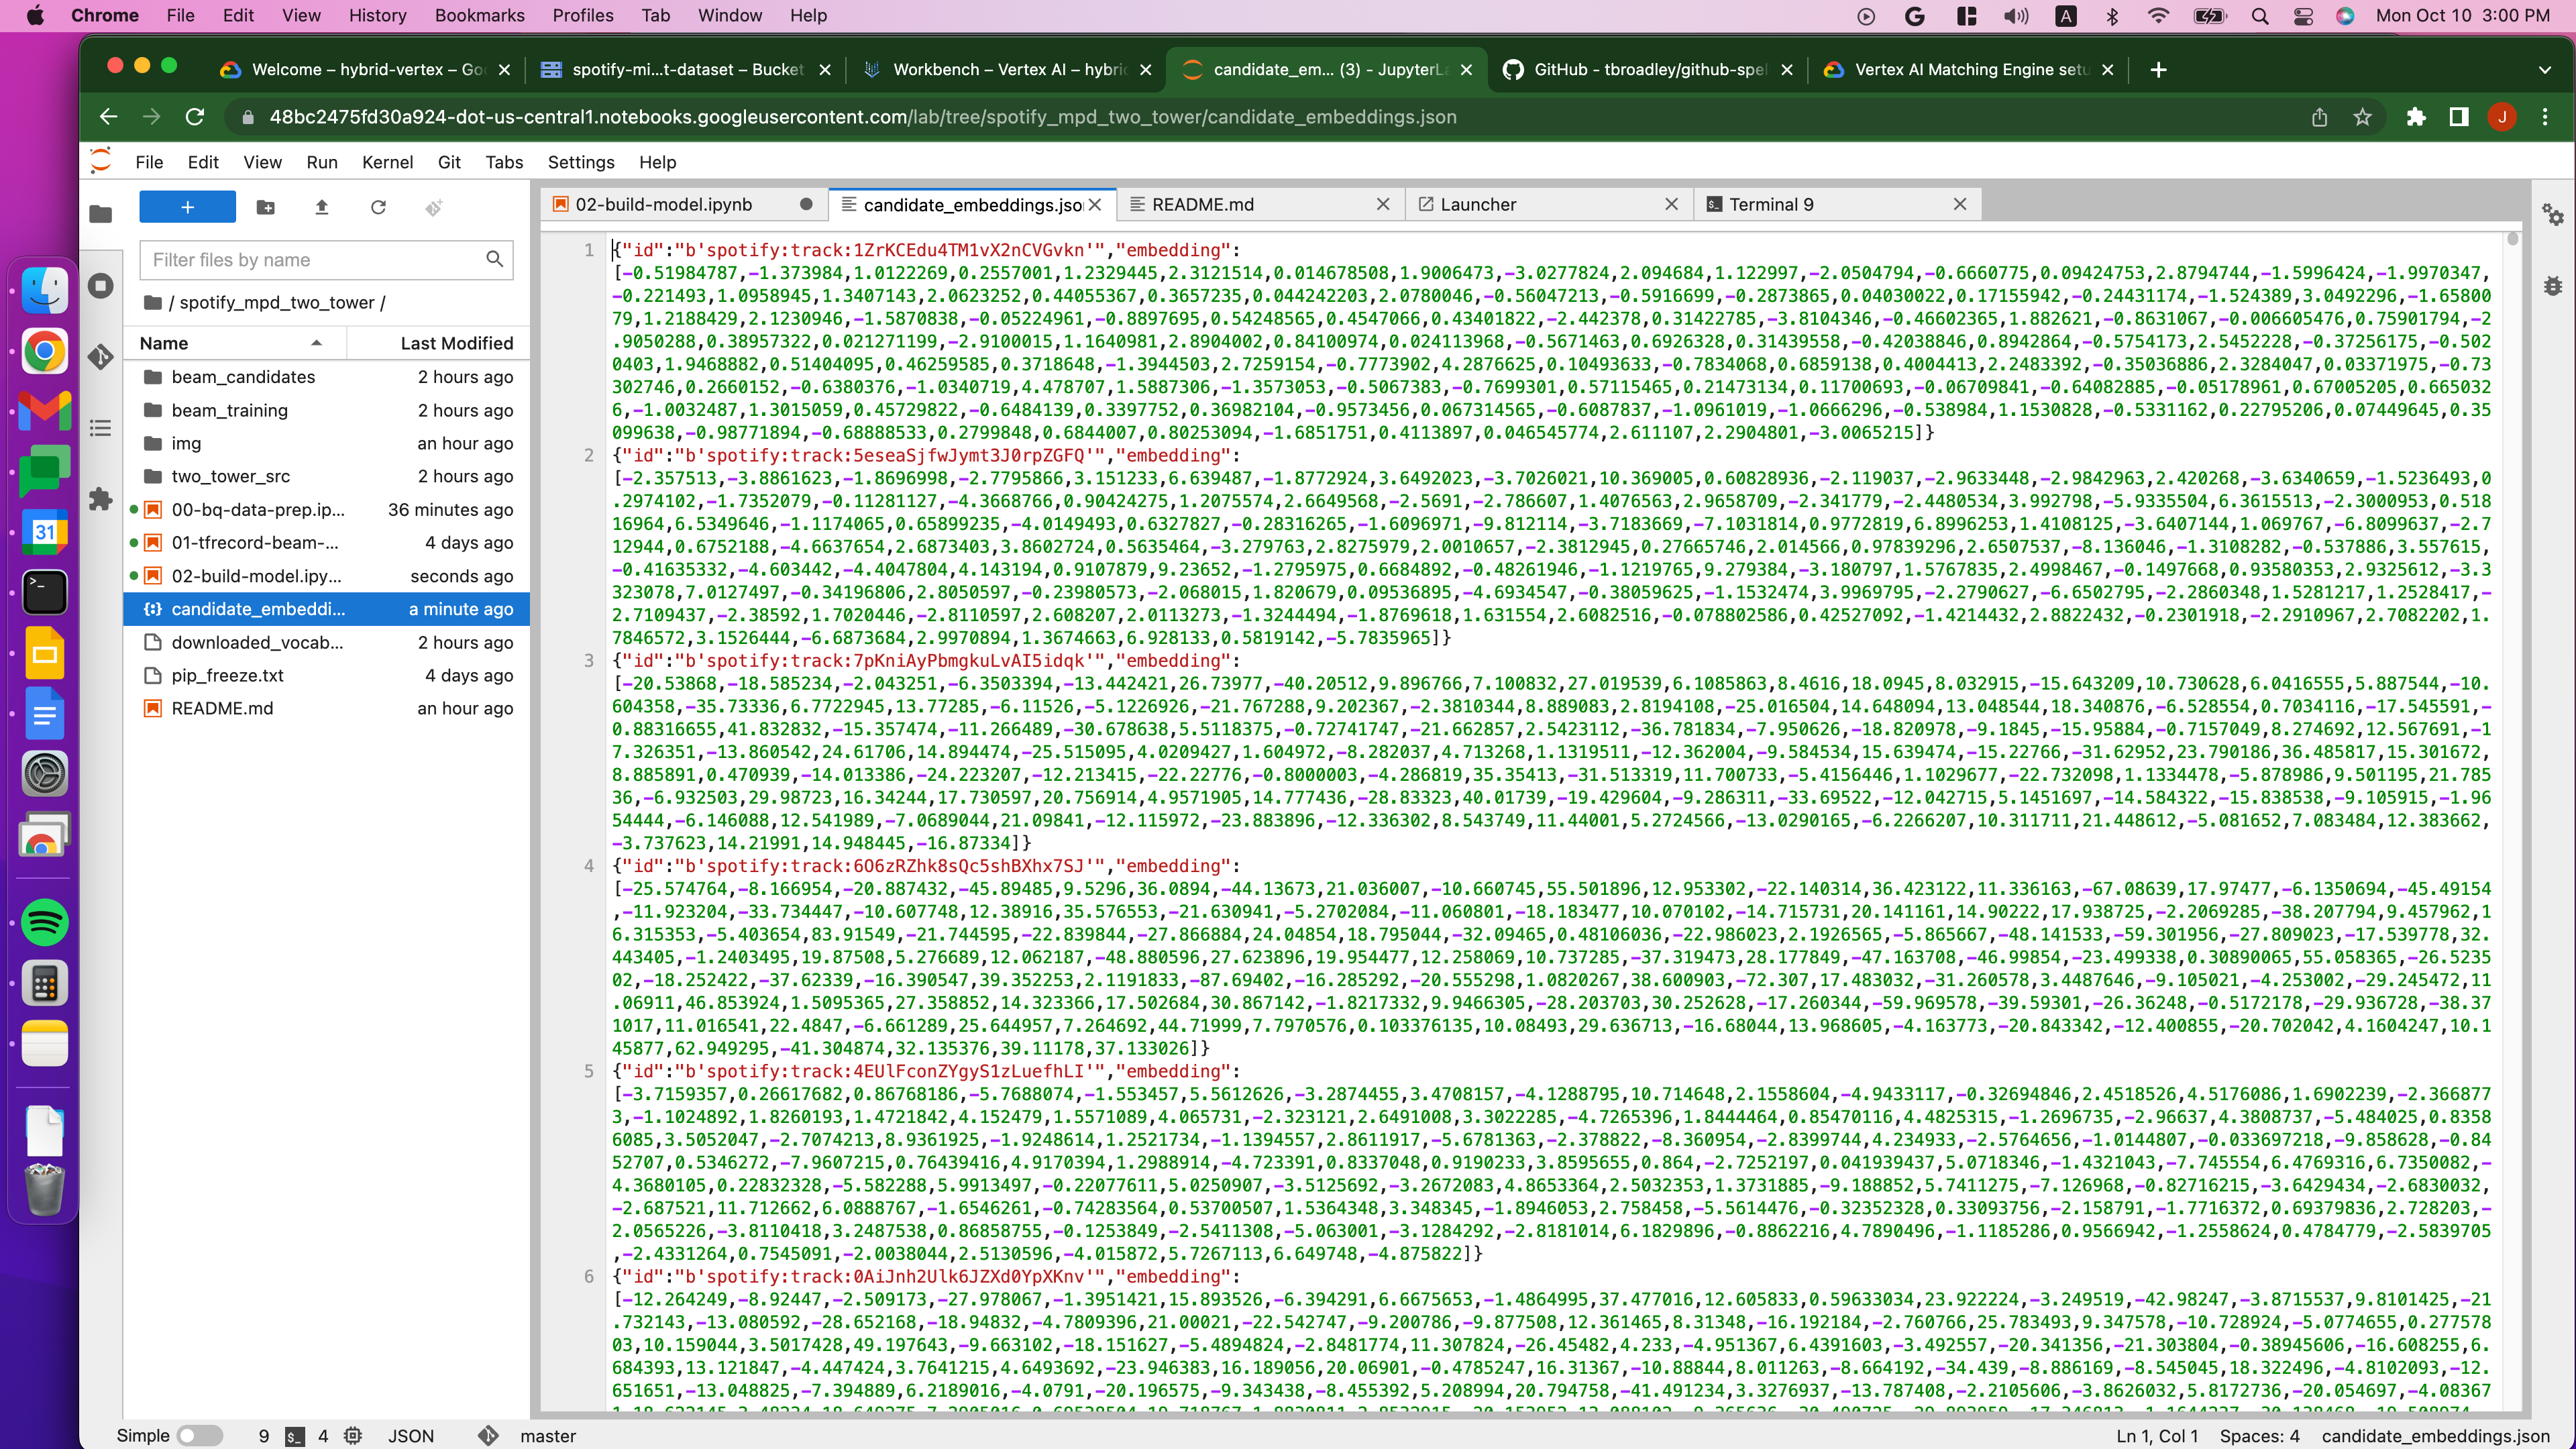 Chrome File Edit View History Bookmarks Profiles Tab Window Help
A
Mon Oct 10 3:00 PM
Welcome – hybrid-vertex – Go
spotify-mi...t-dataset – Bucket
Workbench – Vertex AI – hybri
candidate_em... (3) - JupyterLa
GitHub - tbroadley/github-spel
Vertex AI Matching Engine setu
48bc2475fd30a924-dot-us-central1.notebooks.googleusercontent.com/lab/tree/spotify_mpd_two_tower/candidate_embeddings.json
J
File Edit View Run Kernel Git Tabs Settings Help
02-build-model.ipynb
candidate_embeddings.jso
README.md
Launcher
Terminal 9
Filter files by name
/ spotify_mpd_two_tower /
Name Last Modified
beam_candidates 2 hours ago
beam_training 2 hours ago
img an hour ago
two_tower_src 2 hours ago
00-bq-data-prep.ip... 36 minutes ago
01-tfrecord-beam-... 4 days ago
02-build-model.ipy... seconds ago
candidate_embeddi... a minute ago
downloaded_vocab... 2 hours ago
pip_freeze.txt 4 days ago
README.md an hour ago
31
1 {"id":"b'spotify:track:1ZrKCEdu4TM1vX2nCVGvkn'","embedding":
[-0.51984787,-1.373984,1.0122269,0.2557001,1.2329445,2.3121514,0.014678508,1.9006473,-3.0277824,2.094684,1.122997,-2.0504794,-0.6660775,0.09424753,2.8794744,-1.5996424,-1.9970347,
-0.221493,1.0958945,1.3407143,2.0623252,0.44055367,0.3657235,0.044242203,2.0780046,-0.56047213,-0.5916699,-0.2873865,0.04030022,0.17155942,-0.24431174,-1.524389,3.0492296,-1.65800
79,1.2188429,2.1230946,-1.5870838,-0.05224961,-0.8897695,0.54248565,0.4547066,0.43401822,-2.442378,0.31422785,-3.8104346,-0.46602365,1.882621,-0.8631067,-0.006605476,0.75901794,-2
.9050288,0.38957322,0.021271199,-2.9100015,1.1640981,2.8904002,0.84100974,0.024113968,-0.5671463,0.6926328,0.31439558,-0.42038846,0.8942864,-0.5754173,2.5452228,-0.37256175,-0.502
0403,1.9468882,0.51404095,0.46259585,0.3718648,-1.3944503,2.7259154,-0.7773902,4.2876625,0.10493633,-0.7834068,0.6859138,0.4004413,2.2483392,-0.35036886,2.3284047,0.03371975,-0.73
302746,0.2660152,-0.6380376,-1.0340719,4.478707,1.5887306,-1.3573053,-0.5067383,-0.7699301,0.57115465,0.21473134,0.11700693,-0.06709841,-0.64082885,-0.05178961,0.67005205,0.665032
6,-1.0032487,1.3015059,0.45729822,-0.6484139,0.3397752,0.36982104,-0.9573456,0.067314565,-0.6087837,-1.0961019,-1.0666296,-0.538984,1.1530828,-0.5331162,0.22795206,0.07449645,0.35
099638,-0.98771894,-0.68888533,0.2799848,0.6844007,0.80253094,-1.6851751,0.4113897,0.046545774,2.611107,2.2904801,-3.0065215]}
2 {"id":"b'spotify:track:5eseaSjfwJymt3J0rpZGFQ'","embedding":
[-2.357513,-3.8861623,-1.8696998,-2.7795866,3.151233,6.639487,-1.8772924,3.6492023,-3.7026021,10.369005,0.60828936,-2.119037,-2.9633448,-2.9842963,2.420268,-3.6340659,-1.5236493,0
.2974102,-1.7352079,-0.11281127,-4.3668766,0.90424275,1.2075574,2.6649568,-2.5691,-2.786607,1.4076563,2.9658709,-2.341779,-2.4480534,3.992798,-5.9335504,6.3615513,-2.3000953,0.518
16964,6.5349646,-1.1174065,0.65899235,-4.0149493,0.6327827,-0.28316265,-1.6096971,-9.812114,-3.7183669,-7.1031814,0.9772819,6.8996253,1.4108125,-3.6407144,1.069767,-6.8099637,-2.7
12944,0.6752188,-4.6637654,2.6873403,3.8602724,0.5635464,-3.279763,2.8275979,2.0010657,-2.3812945,0.27665746,2.014566,0.97839296,2.6507537,-8.136046,-1.3108282,-0.537886,3.557615,
-0.41635332,-4.603442,-4.4047804,4.143194,0.9107879,9.23652,-1.2795975,0.6684892,-0.48261946,-1.1219765,9.279384,-3.180797,1.5767835,2.4998467,-0.1497668,0.93580353,2.9325612,-3.3
323078,7.0127497,-0.34196806,2.8050597,-0.23980573,-2.068015,1.820679,0.09536895,-4.6934547,-0.38059625,-1.1532474,3.9969795,-2.2790627,-6.6502795,-2.2860348,1.5281217,1.2528417,-
2.7109437,-2.38592,1.7020446,-2.8110597,2.608207,2.0113273,-1.3244494,-1.8769618,1.631554,2.6082516,-0.078802586,0.42527092,-1.4214432,2.8822432,-0.2301918,-2.2910967,2.7082202,1.
7846572,3.1526444,-6.6873684,2.9970894,1.3674663,6.928133,0.5819142,-5.7835965]}
3 {"id":"b'spotify:track:7pKniAyPbmgkuLvAI5idqk'","embedding":
[-20.53868,-18.585234,-2.043251,-6.3503394,-13.442421,26.73977,-40.20512,9.896766,7.100832,27.019539,6.1085863,8.4616,18.0945,8.032915,-15.643209,10.730628,6.0416555,5.887544,-10.
604358,-35.73336,6.7722945,13.77285,-6.11526,-5.1226926,-21.767288,9.202367,-2.3810344,8.889083,2.8194108,-25.016504,14.648094,13.048544,18.340876,-6.528554,0.7034116,-17.545591,-
0.88316655,41.832832,-15.357474,-11.266489,-30.678638,5.5118375,-0.72741747,-21.662857,2.5423112,-36.781834,-7.950626,-18.820978,-9.1845,-15.95884,-0.7157049,8.274692,12.567691,-1
7.326351,-13.860542,24.61706,14.894474,-25.515095,4.0209427,1.604972,-8.282037,4.713268,1.1319511,-12.362004,-9.584534,15.639474,-15.22766,-31.62952,23.790186,36.485817,15.301672,
8.885891,0.470939,-14.013386,-24.223207,-12.213415,-22.22776,-0.8000003,-4.286819,35.35413,-31.513319,11.700733,-5.4156446,1.1029677,-22.732098,1.1334478,-5.878986,9.501195,21.785
36,-6.932503,29.98723,16.34244,17.730597,20.756914,4.9571905,14.777436,-28.83323,40.01739,-19.429604,-9.286311,-33.69522,-12.042715,5.1451697,-14.584322,-15.838538,-9.105915,-1.96
54444,-6.146088,12.541989,-7.0689044,21.09841,-12.115972,-23.883896,-12.336302,8.543749,11.44001,5.2724566,-13.0290165,-6.2266207,10.311711,21.448612,-5.081652,7.083484,12.383662,
-3.737623,14.21991,14.948445,-16.87334]}
4 {"id":"b'spotify:track:6O6zRZhk8sQc5shBXhx7SJ'","embedding":
[-25.574764,-8.166954,-20.887432,-45.89485,9.5296,36.0894,-44.13673,21.036007,-10.660745,55.501896,12.953302,-22.140314,36.423122,11.336163,-67.08639,17.97477,-6.1350694,-45.49154
,-11.923204,-33.734447,-10.607748,12.38916,35.576553,-21.630941,-5.2702084,-11.060801,-18.183477,10.070102,-14.715731,20.141161,14.90222,17.938725,-2.2069285,-38.207794,9.457962,1
6.315353,-5.403654,83.91549,-21.744595,-22.839844,-27.866884,24.04854,18.795044,-32.09465,0.48106036,-22.986023,2.1926565,-5.865667,-48.141533,-59.301956,-27.809023,-17.539778,32.
443405,-1.2403495,19.87508,5.276689,12.062187,-48.880596,27.623896,19.954477,12.258069,10.737285,-37.319473,28.177849,-47.163708,-46.99854,-23.499338,0.30890065,55.058365,-26.5235
02,-18.252422,-37.62339,-16.390547,39.352253,2.1191833,-87.69402,-16.285292,-20.555298,1.0820267,38.600903,-72.307,17.483032,-31.260578,3.4487646,-9.105021,-4.253002,-29.245472,11
.06911,46.853924,1.5095365,27.358852,14.323366,17.502684,30.867142,-1.8217332,9.9466305,-28.203703,30.252628,-17.260344,-59.969578,-39.59301,-26.36248,-0.5172178,-29.936728,-38.37
1017,11.016541,22.4847,-6.661289,25.644957,7.264692,44.71999,7.7970576,0.103376135,10.08493,29.636713,-16.68044,13.968605,-4.163773,-20.843342,-12.400855,-20.702042,4.1604247,10.1
45877,62.949295,-41.304874,32.135376,39.11178,37.133026]}
5 {"id":"b'spotify:track:4EUlFconZYgyS1zLuefhLI'","embedding":
[-3.7159357,0.26617682,0.86768186,-5.7688074,-1.553457,5.5612626,-3.2874455,3.4708157,-4.1288795,10.714648,2.1558604,-4.9433117,-0.32694846,2.4518526,4.5176086,1.6902239,-2.366877
3,-1.1024892,1.8260193,1.4721842,4.152479,1.5571089,4.065731,-2.323121,2.6491008,3.3022285,-4.7265396,1.8444464,0.85470116,4.4825315,-1.2696735,-2.96637,4.3808737,-5.484025,0.8358
6085,3.5052047,-2.7074213,8.9361925,-1.9248614,1.2521734,-1.1394557,2.8611917,-5.6781363,-2.378822,-8.360954,-2.8399744,4.234933,-2.5764656,-1.0144807,-0.033697218,-9.858628,-0.84
52707,0.5346272,-7.9607215,0.76439416,4.9170394,1.2988914,-4.723391,0.8337048,0.9190233,3.8595655,0.864,-2.7252197,0.041939437,5.0718346,-1.4321043,-7.745554,6.4769316,6.7350082,-
4.3680105,0.22832328,-5.582288,5.9913497,-0.22077611,5.0250907,-3.5125692,-3.2672083,4.8653364,2.5032353,1.3731885,-9.188852,5.7411275,-7.126968,-0.82716215,-3.6429434,-2.6830032,
-2.687521,11.712662,6.0888767,-1.6546261,-0.74283564,0.53700507,1.5364348,3.348345,-1.8946053,2.758458,-5.5614476,-0.32352328,0.33093756,-2.158791,-1.7716372,0.69379836,2.728203,-
2.0565226,-3.8110418,3.2487538,0.86858755,-0.1253849,-2.5411308,-5.063001,-3.1284292,-2.8181014,6.1829896,-0.8862216,4.7890496,-1.1185286,0.9566942,-1.2558624,0.4784779,-2.5839705
,-2.4331264,0.7545091,-2.0038044,2.5130596,-4.015872,5.7267113,6.649748,-4.875822]}
6 {"id":"b'spotify:track:0AiJnh2Ulk6JZXd0YpXKnv'","embedding":
[-12.264249,-8.92447,-2.509173,-27.978067,-1.3951421,15.893526,-6.394291,6.6675653,-1.4864995,37.477016,12.605833,0.59633034,23.922224,-3.249519,-42.98247,-3.8715537,9.8101425,-21
.732143,-13.080592,-28.652168,-18.94832,-4.7809396,21.00021,-22.542747,-9.200786,-9.877508,12.361465,8.31348,-16.192184,-2.760766,25.783493,9.347578,-10.728924,-5.0774655,0.277578
03,10.159044,3.5017428,49.197643,-9.663102,-18.151627,-5.4894824,-2.8481774,11.307824,-26.45482,4.233,-4.951367,6.4391603,-3.492557,-20.341356,-21.303804,-0.38945606,-16.608255,6.
684393,13.121847,-4.447424,3.7641215,4.6493692,-23.946383,16.189056,20.06901,-0.4785247,16.31367,-10.88844,8.011263,-8.664192,-34.439,-8.886169,-8.545045,18.322496,-4.8102093,-12.
651651,-13.048825,-7.394889,6.2189016,-4.0791,-20.196575,-9.343438,-8.455392,5.208994,20.794758,-41.491234,3.3276937,-13.787408,-2.2105606,-3.8626032,5.8172736,-20.054697,-4.08367
Simple 9 4 JSON master
Ln 1, Col 1 Spaces: 4 candidate_embeddings.json